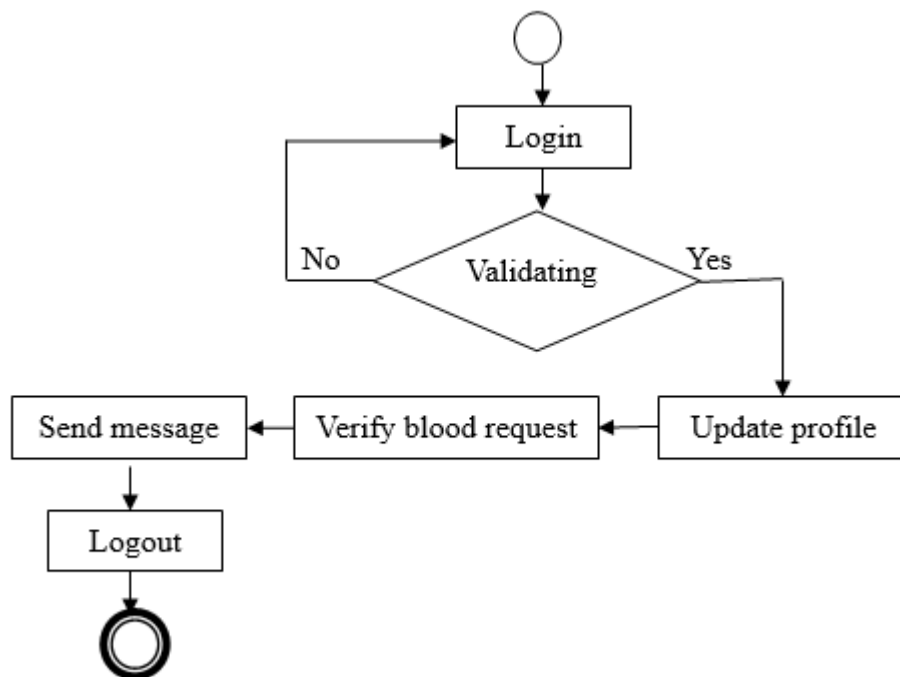 Login
No
Validating
Yes
Send message
Verify blood request
Update profile
Logout